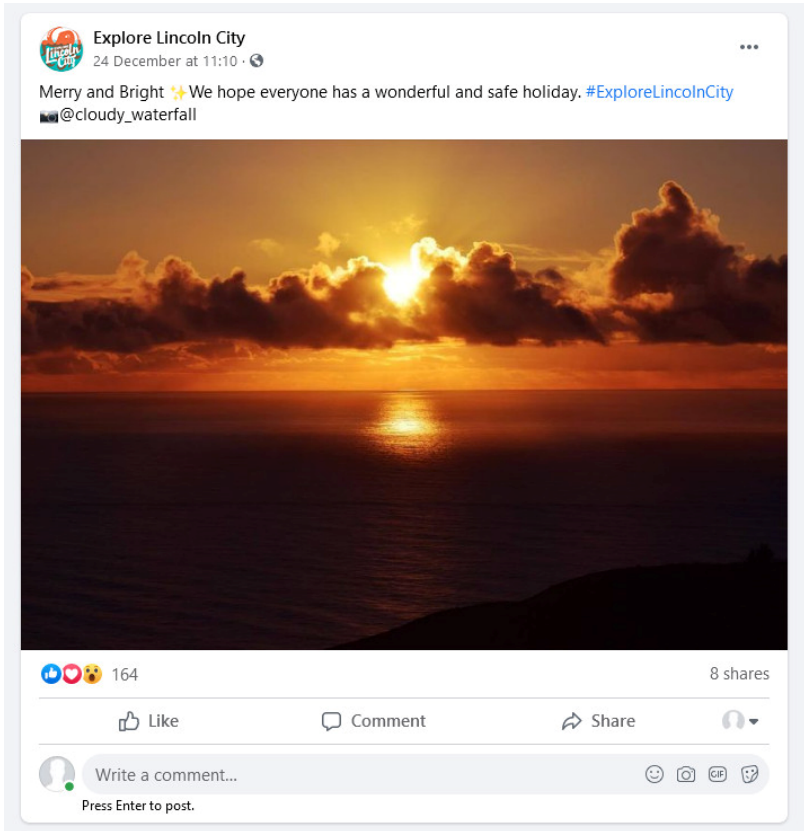 Explore Lincoln City
24 December at 11:10 ·
Merry and Bright ✨We hope everyone has a wonderful and safe holiday. #ExploreLincolnCity
📷@cloudy_waterfall
164
8 shares
Like
Comment
Share
Write a comment...
GIF
Press Enter to post.